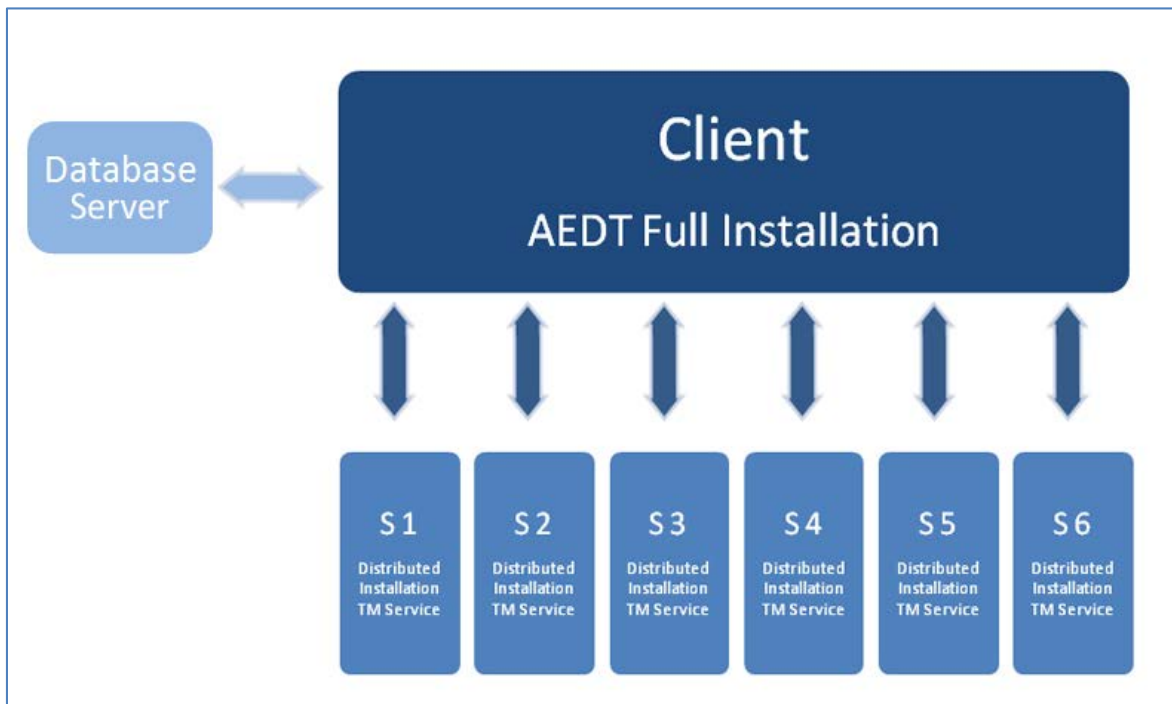 Database
Server
Client
AEDT Full Installation
S1
Distributed
Installation
TM Service
S2
Distributed
Installation
TM Service
S3
Distributed
Installation
TM Service
S4
Distributed
Installation
TM Service
S5
Distributed
Installation
TM Service
S6
Distributed
Installation
TM Service